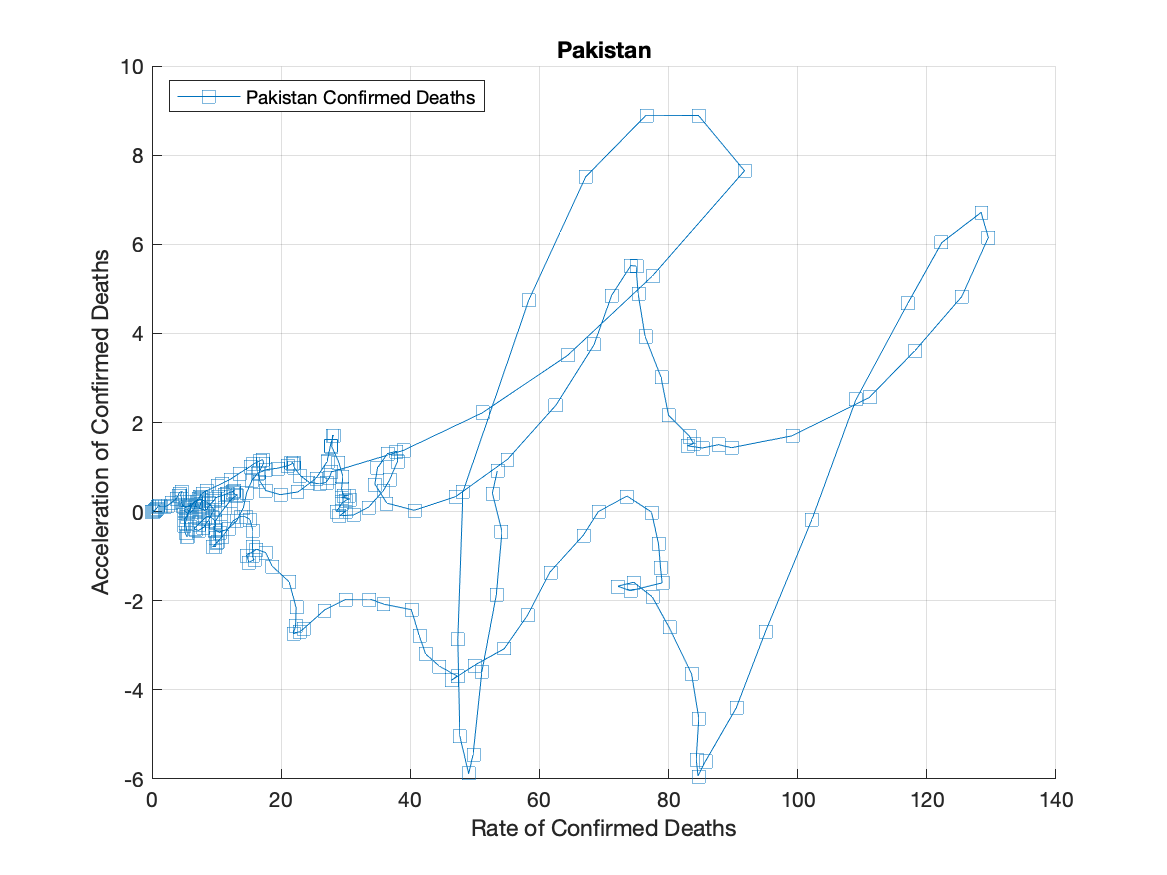 Pakistan
10
Pakistan Confirmed Deaths
8
6
4
2
0
-2
-4
-6
Acceleration of Confirmed Deaths
0 20 40 60 80 100 120 140
Rate of Confirmed Deaths